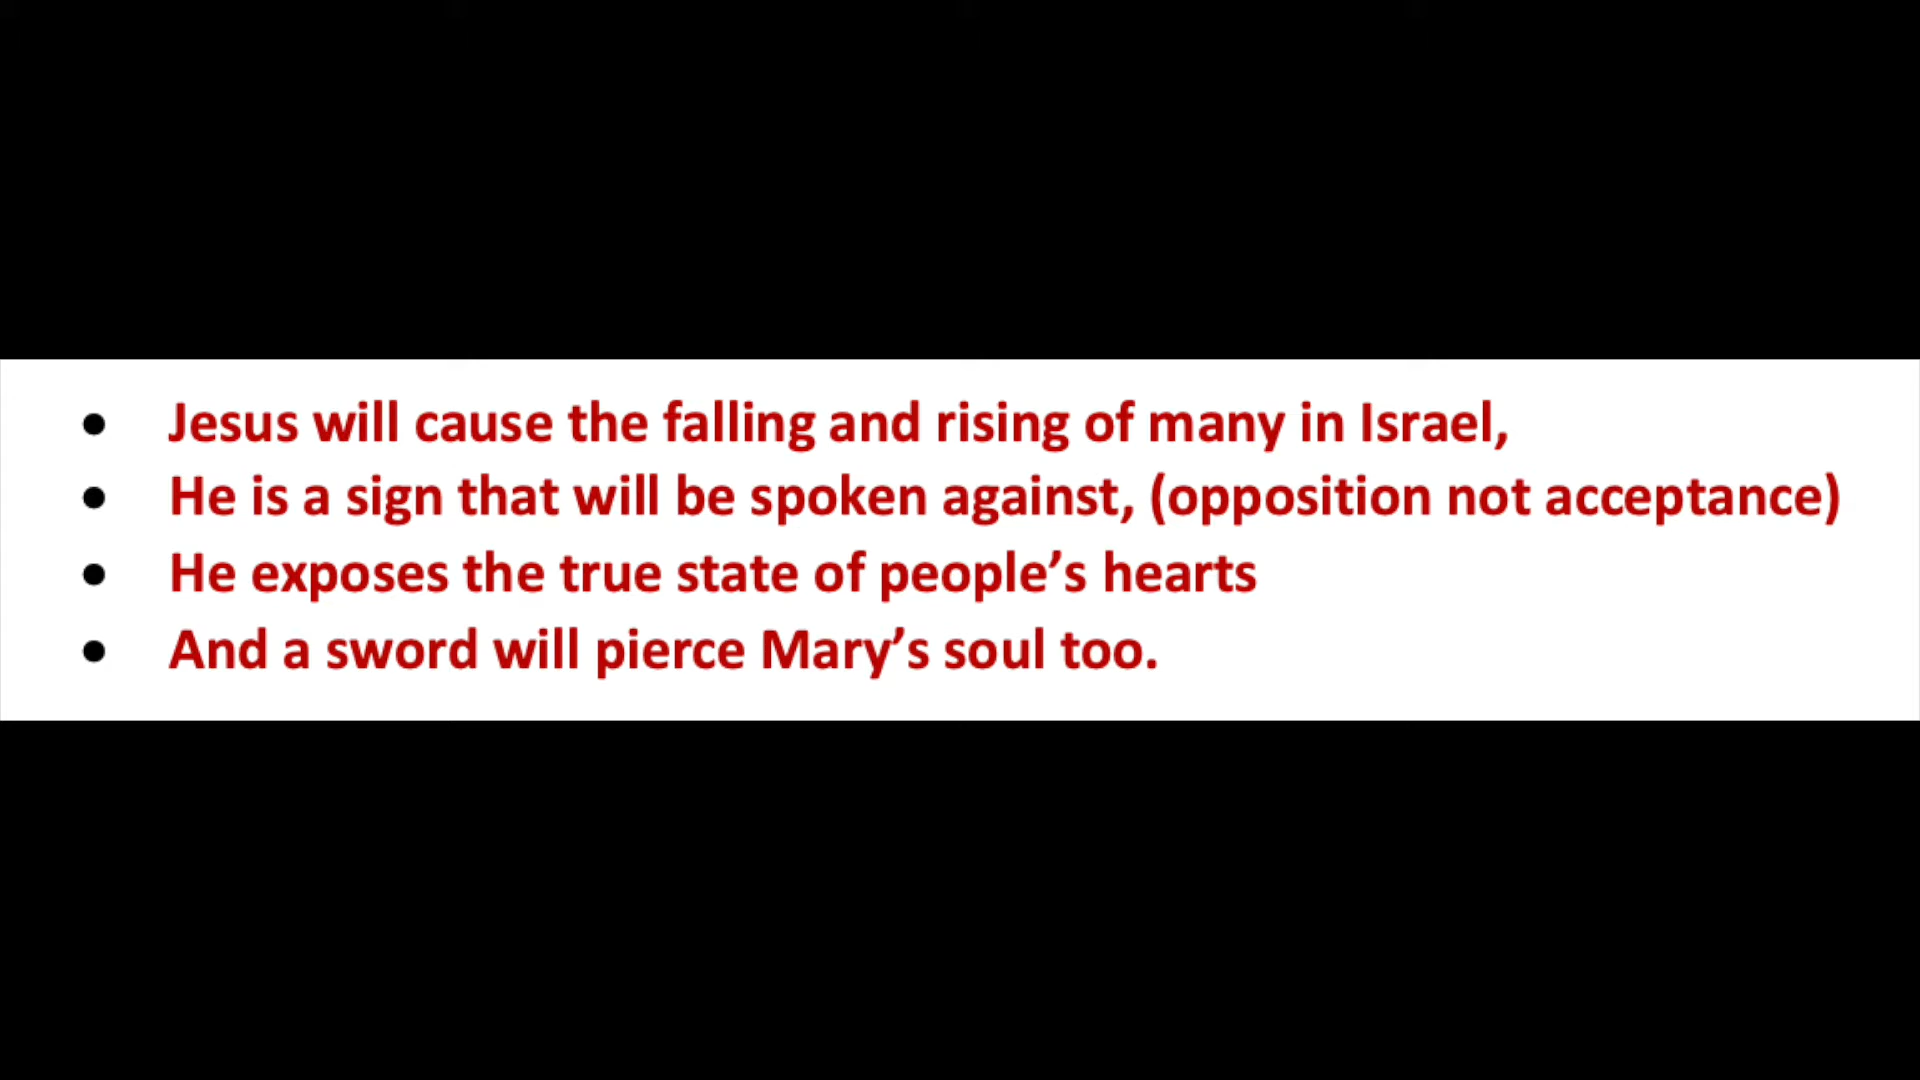 • Jesus will cause the falling and rising of many in Israel,
• He is a sign that will be spoken against, (opposition not acceptance)
• He exposes the true state of people’s hearts
• And a sword will pierce Mary’s soul too.